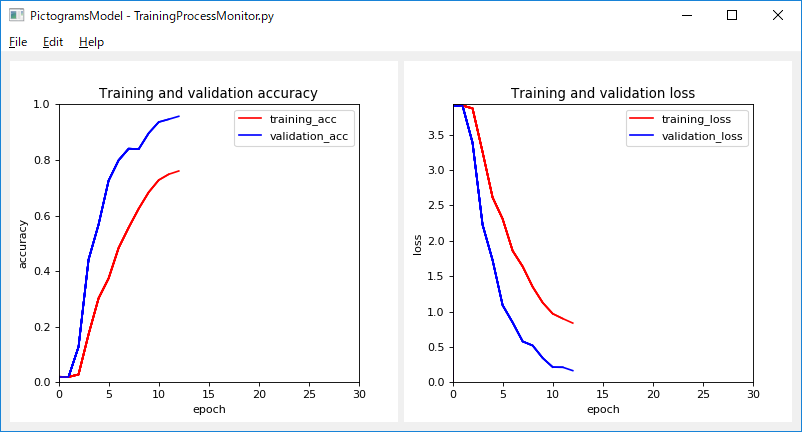 PictogramsModel - TrainingProcessMonitor.py
File Edit Help
Training and validation accuracy
1.0
0.8
0.6
0.4
0.2
0.0
accuracy
training_acc
validation_acc
0 5 10 15 20 25 30
epoch
Training and validation loss
3.5
3.0
2.5
2.0
1.5
1.0
0.5
0.0
loss
training_loss
validation_loss
0 5 10 15 20 25 30
epoch